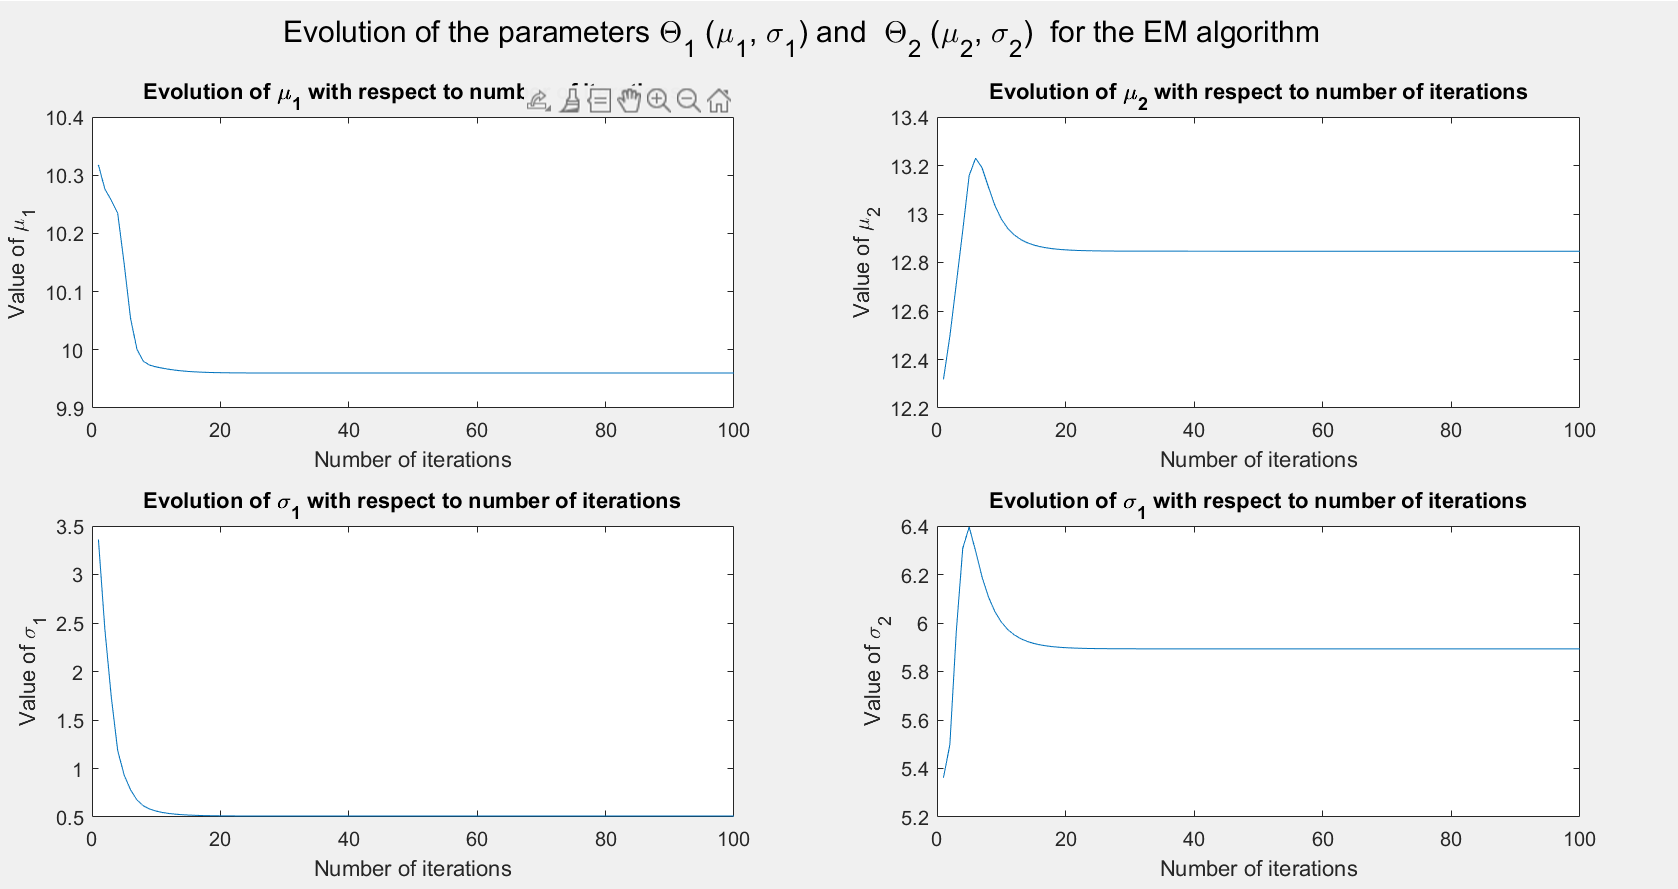 Evolution of the parameters Θ1 (μ1, σ1) and Θ2 (μ2, σ2) for the EM algorithm
Evolution of μ1 with respect to numb
10.4
10.3
10.2
10.1
10
9.9
Value of μ1
0 20 40 60 80 100
Number of iterations
Evolution of μ2 with respect to number of iterations
13.4
13.2
13
12.8
12.6
12.4
12.2
Value of μ2
0 20 40 60 80 100
Number of iterations
Evolution of σ1 with respect to number of iterations
3.5
3
2.5
2
1.5
1
0.5
Value of σ1
0 20 40 60 80 100
Number of iterations
Evolution of σ1 with respect to number of iterations
6.4
6.2
6
5.8
5.6
5.4
5.2
Value of σ2
0 20 40 60 80 100
Number of iterations